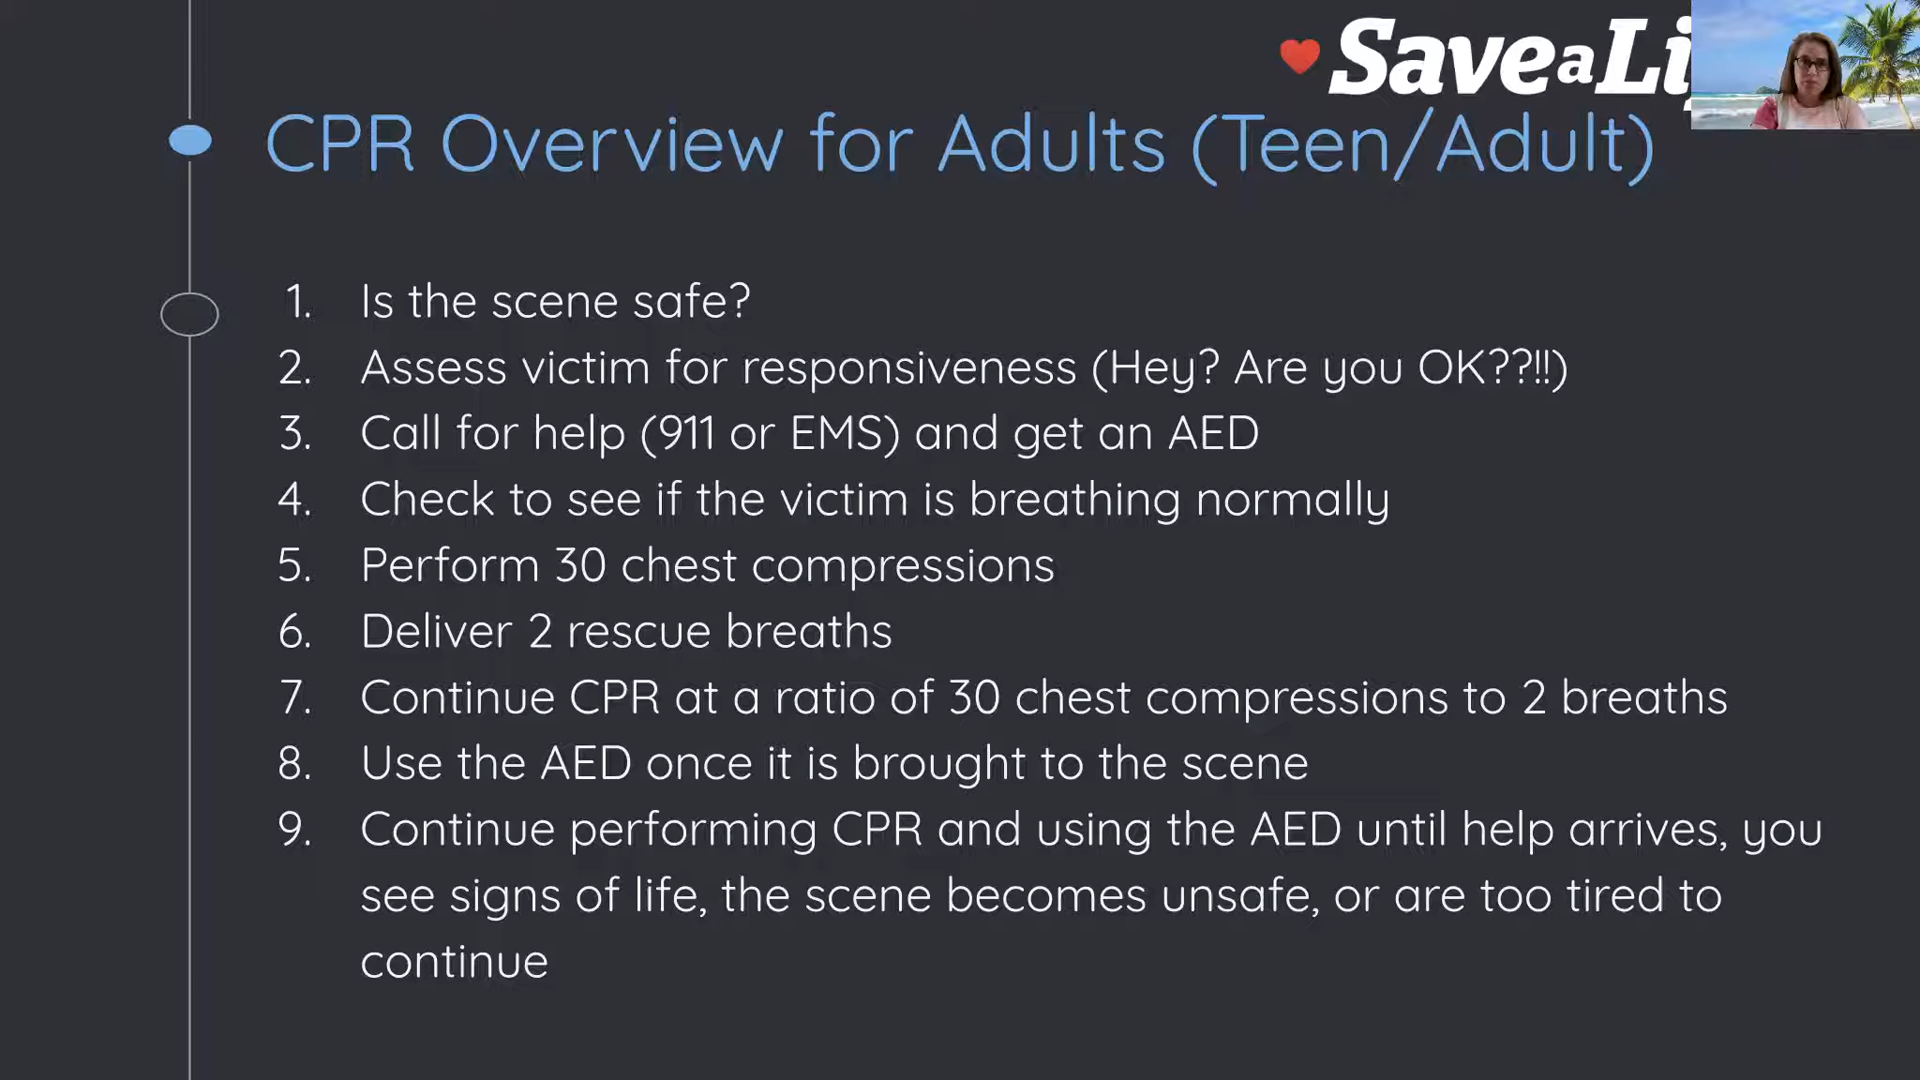 SaveaLi
CPR Overview for Adults (Teen/Adult)
1. Is the scene safe?
2. Assess victim for responsiveness (Hey? Are you OK??!!)
3. Call for help (911 or EMS) and get an AED
4. Check to see if the victim is breathing normally
5. Perform 30 chest compressions
6. Deliver 2 rescue breaths
7. Continue CPR at a ratio of 30 chest compressions to 2 breaths
8. Use the AED once it is brought to the scene
9. Continue performing CPR and using the AED until help arrives, you
see signs of life, the scene becomes unsafe, or are too tired to
continue